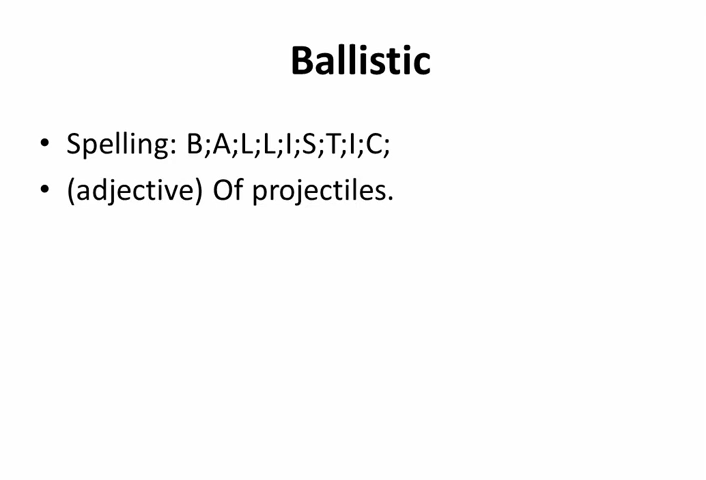 Ballistic
• Spelling: B;A;L;L;I;S;T;I;C;
• (adjective) Of projectiles.